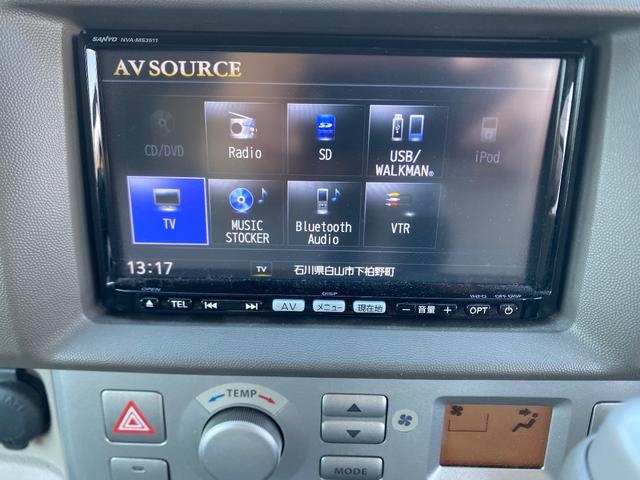 SANYO NVA-MS3511
AV SOURCE
CD/DVD Radio SD USB/ WALKMAN® iPod
TV MUSIC STOCKER Bluetooth Audio VTR
13:17 TV 石川県白山市下柏野町
OPEN DISP
TEL AV メニュー 現在地 − 音量 + OPT
TEMP
MODE